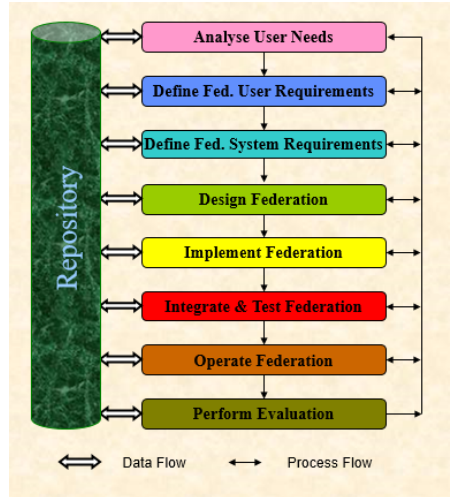 Analyse User Needs
Define Fed. User Requirements
Define Fed. System Requirements
Design Federation
Implement Federation
Integrate & Test Federation
Operate Federation
Perform Evaluation
Repository
Data Flow
Process Flow